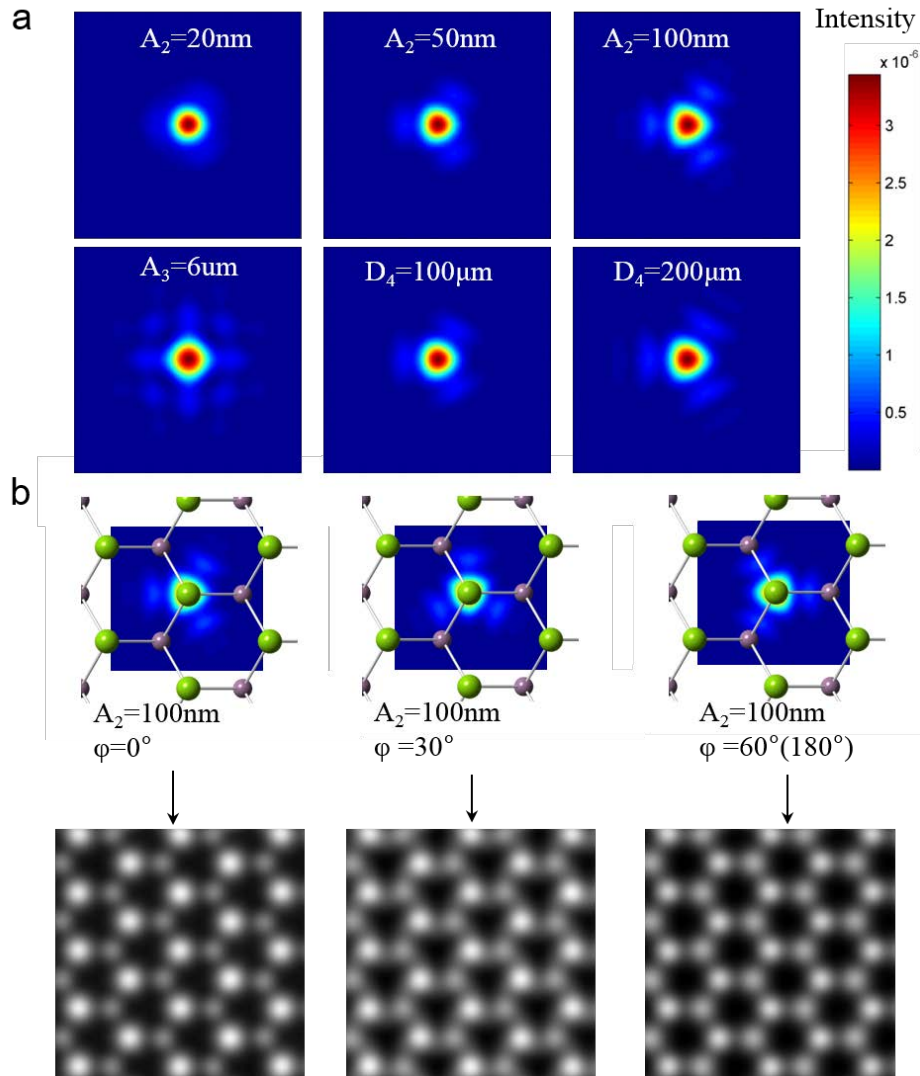 a
Intensity
A₂=20nm
A₂=50nm
A₂=100nm
x 10⁻⁶
3
2.5
2
1.5
1
0.5
A₃=6um
D₄=100μm
D₄=200μm
b
A₂=100nm
φ=0°
A₂=100nm
φ =30°
A₂=100nm
φ =60°(180°)